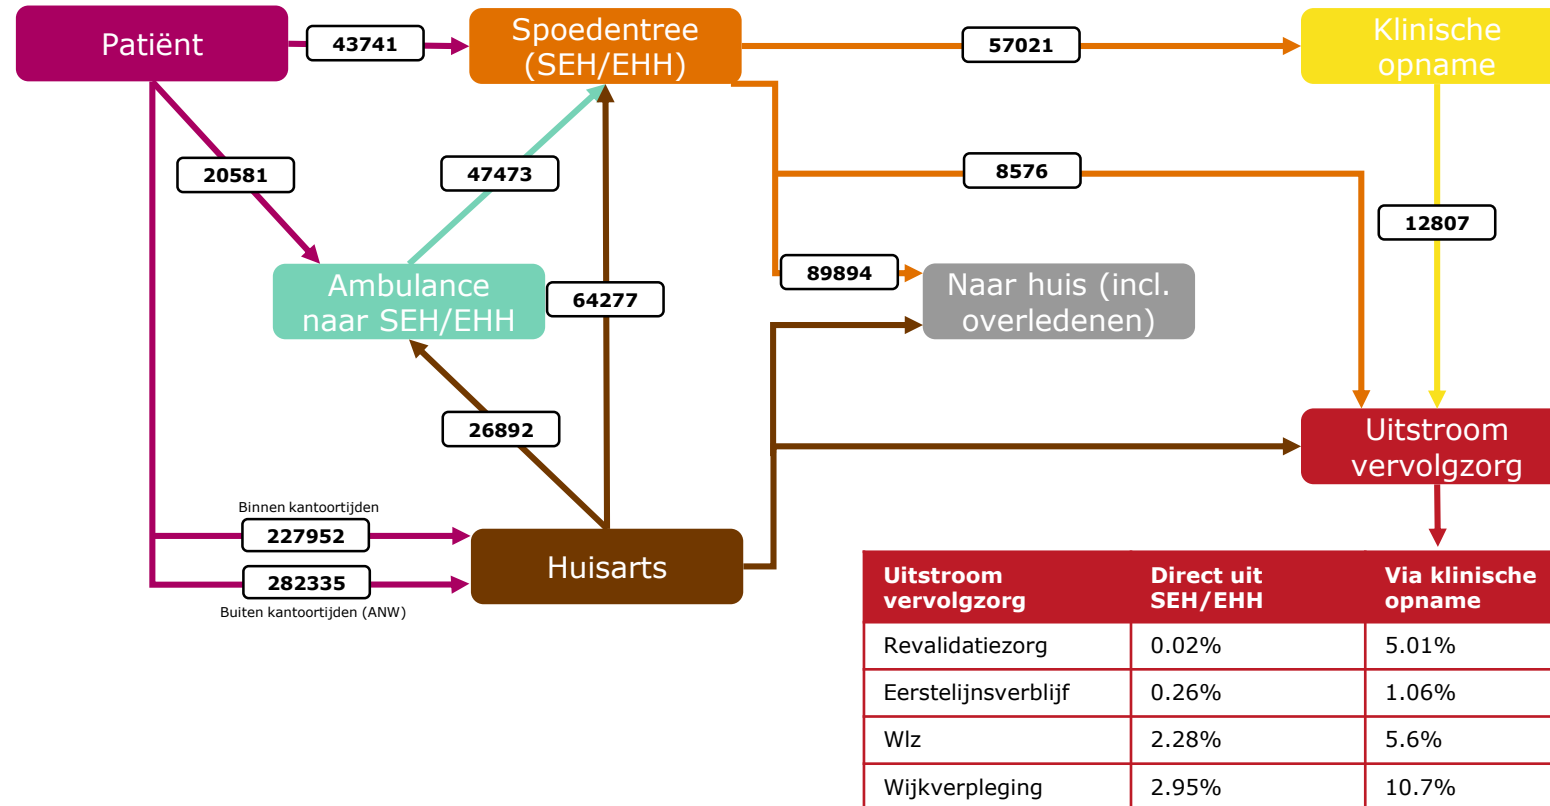 Patiënt
43741
Spoedentree
(SEH/EHH)
57021
Klinische
opname
20581
47473
8576
12807
Ambulance
naar SEH/EHH
64277
89894
Naar huis (incl.
overledenen)
26892
Uitstroom
vervolgzorg
Binnen kantoortijden
227952
282335
Buiten kantoortijden (ANW)
Huisarts
Uitstroom
vervolgzorg
Direct uit
SEH/EHH
Via klinische
opname
Revalidatiezorg
0.02%
5.01%
Eerstelijnsverblijf
0.26%
1.06%
Wlz
2.28%
5.6%
Wijkverpleging
2.95%
10.7%